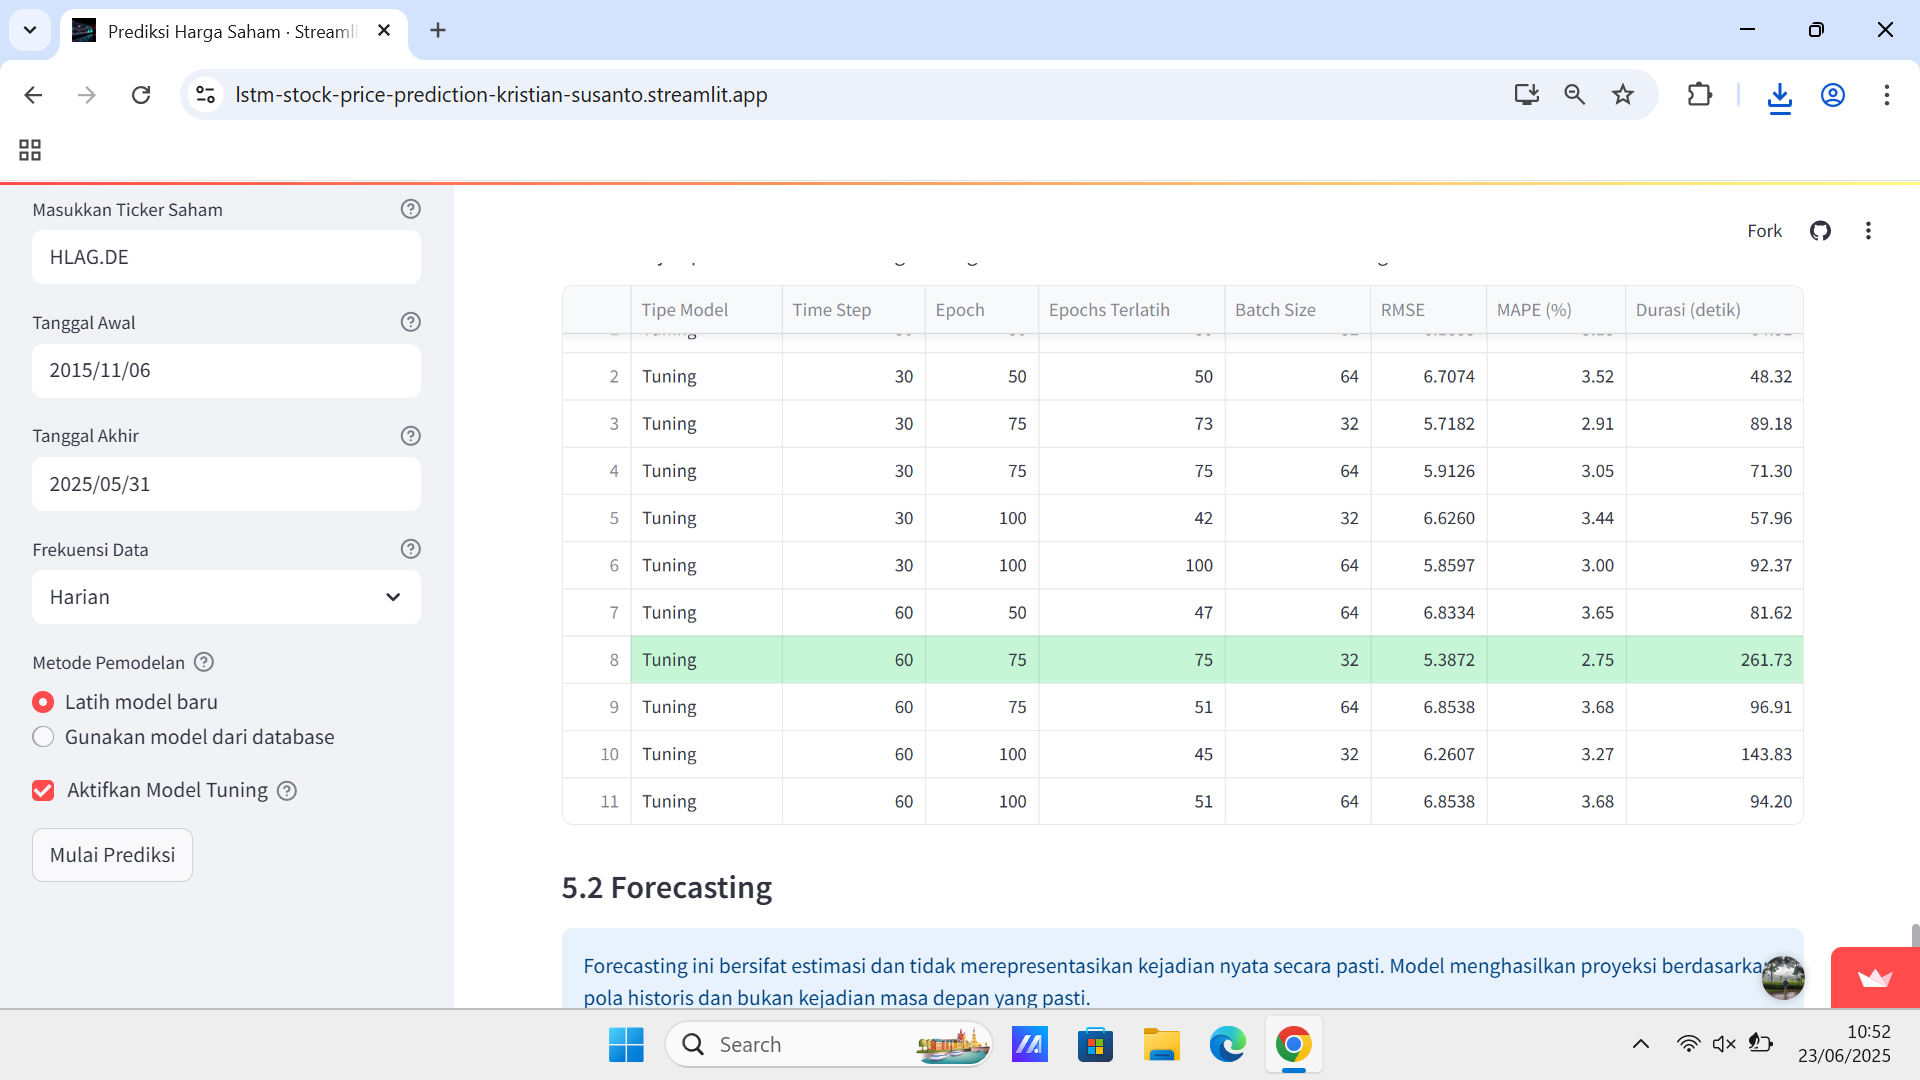 Prediksi Harga Saham · Streamli
lstm-stock-price-prediction-kristian-susanto.streamlit.app
Fork
Masukkan Ticker Saham
HLAG.DE
Tanggal Awal
2015/11/06
Tanggal Akhir
2025/05/31
Frekuensi Data
Harian
Metode Pemodelan
Latih model baru
Gunakan model dari database
Aktifkan Model Tuning
Mulai Prediksi
Tipe Model Time Step Epoch Epochs Terlatih Batch Size RMSE MAPE (%) Durasi (detik)
2 Tuning 30 50 50 64 6.7074 3.52 48.32
3 Tuning 30 75 73 32 5.7182 2.91 89.18
4 Tuning 30 75 75 64 5.9126 3.05 71.30
5 Tuning 30 100 42 32 6.6260 3.44 57.96
6 Tuning 30 100 100 64 5.8597 3.00 92.37
7 Tuning 60 50 47 64 6.8334 3.65 81.62
8 Tuning 60 75 75 32 5.3872 2.75 261.73
9 Tuning 60 75 51 64 6.8538 3.68 96.91
10 Tuning 60 100 45 32 6.2607 3.27 143.83
11 Tuning 60 100 51 64 6.8538 3.68 94.20
5.2 Forecasting
Forecasting ini bersifat estimasi dan tidak merepresentasikan kejadian nyata secara pasti. Model menghasilkan proyeksi berdasarka
pola historis dan bukan kejadian masa depan yang pasti.
Search
10:52
23/06/2025